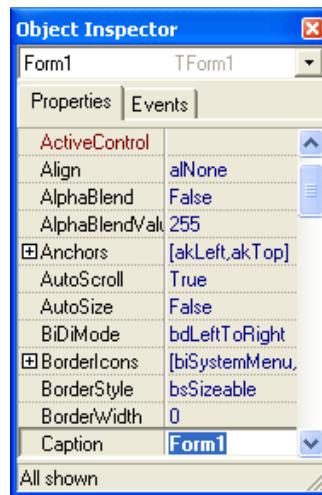 Object Inspector
Form1 TForm1
Properties Events
ActiveControl
Align alNone
AlphaBlend False
AlphaBlendValu 255
Anchors [akLeft,akTop]
AutoScroll True
AutoSize False
BiDiMode bdLeftToRight
BorderIcons [biSystemMenu,
BorderStyle bsSizeable
BorderWidth 0
Caption Form1
All shown